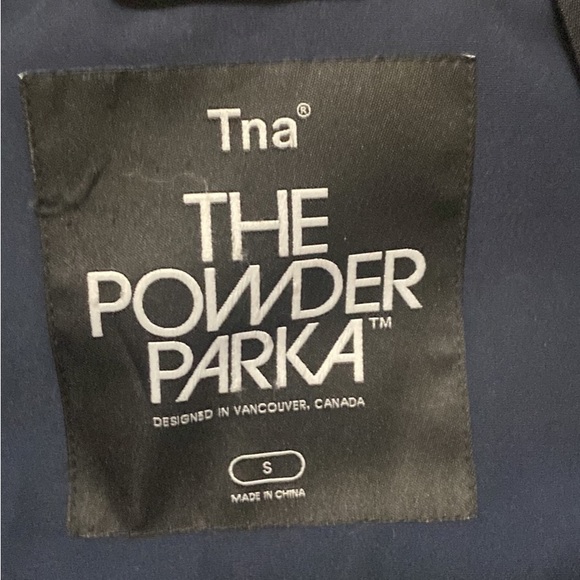 Tna®
THE
POWDER
PARKA™
DESIGNED IN VANCOUVER, CANADA
S
MADE IN CHINA